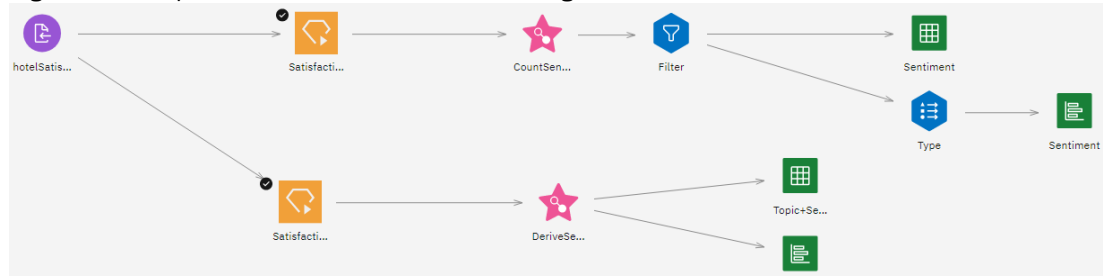 hotelSatis...
Satisfacti...
CountSen...
Filter
Sentiment
Type
Sentiment
Satisfacti...
DeriveSe...
Topic+Se...